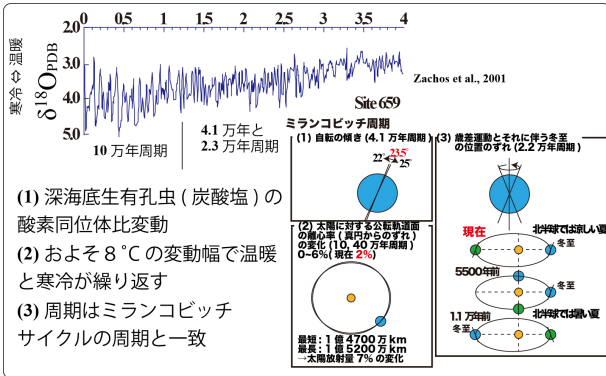 0 0.5 1 1.5 2 2.5 3 3.5 4
2.0
3.0
4.0
5.0
寒冷⇔温暖
δ18OPDB
Zachos et al., 2001
Site659
10 万年周期
4.1 万年と
2.3 万年周期
(1) 深海底生有孔虫 ( 炭酸塩 ) の
酸素同位体比変動
(2) およそ８℃の変動幅で温暖
と寒冷が繰り返す
(3) 周期はミランコビッチ
サイクルの周期と一致
ミランコビッチ周期
(1) 自転の傾き (4.1 万年周期)
22° 23.5° 25°
(2) 太陽に対する公転軌道面
の離心率 ( 真円からのずれ )
の変化 (10, 40 万年周期)
0~6%( 現在 2%)
最短 : 1 億 4700 万 km
最長 : 1 億 5200 万 km
→太陽放射量 7% の変化
(3) 歳差運動とそれに伴う冬至
の位置のずれ (2.2 万年周期)
現在
北半球では涼しい夏
冬至
5500年前
冬至
1.1 万年前
北半球では暑い夏
冬至